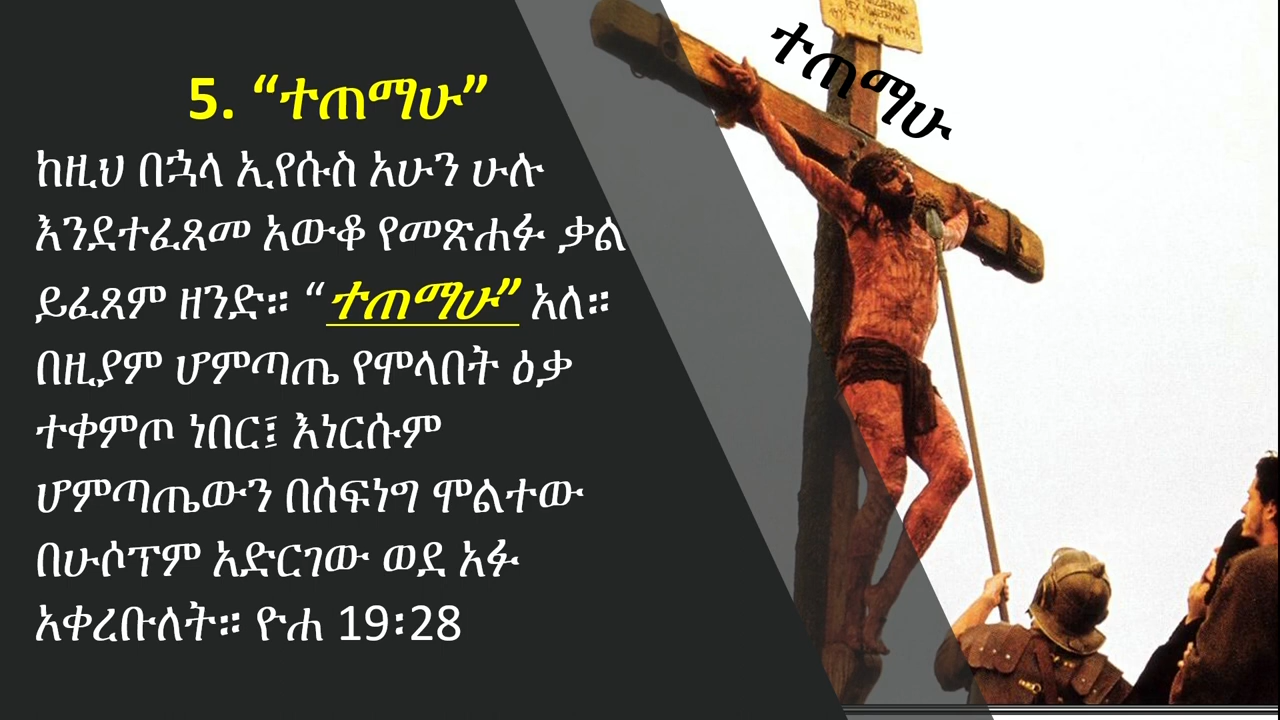 5. “ተጠማሁ”
ከዚህ በኋላ ኢየሱስ አሁን ሁሉ
እንደተፈጸመ አውቆ የመጽሐፉ ቃል
ይፈጸም ዘንድ። “ተጠማሁ” አለ።
በዚያም ሆምጣጤ የሞላበት ዕቃ
ተቀምጦ ነበር፤ እነርሱም
ሆምጣጤውን በሰፍነግ ሞልተው
በሁሶፕም አድርገው ወደ አፉ
አቀረቡለት። ዮሐ 19፡28
ተጠማሁ